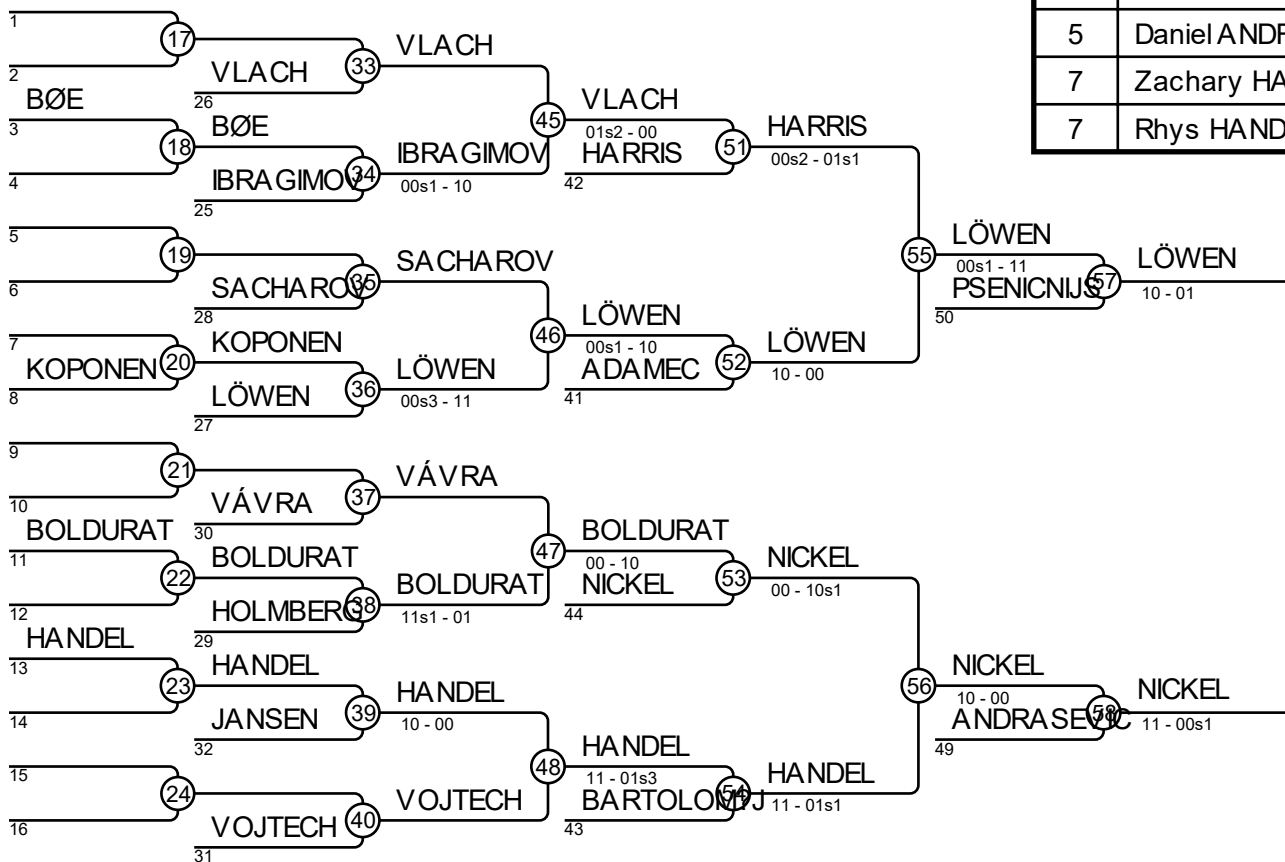 1
17
2
VLACH
33
VLACH
26
BØE
3
BØE
18
4
IBRAGIMOV
34
25
45
IBRAGIMOV
00s1 - 10
VLACH
01s2 - 00
HARRIS
42
51
HARRIS
00s2 - 01s1
5
19
6
SACHAROV
35
28
SACHAROV
7
KOPONEN
20
8
KOPONEN
LÖWEN
36
27
46
LÖWEN
00s3 - 11
LÖWEN
00s1 - 10
ADAMEC
41
52
LÖWEN
10 - 00
55
LÖWEN
00s1 - 11
PSENICNIJS
50
57
LÖWEN
10 - 01
9
21
10
VÁVRA
37
30
VÁVRA
BOLDURAT
11
22
12
BOLDURAT
HOLMBERG
38
29
47
BOLDURAT
11s1 - 01
BOLDURAT
00 - 10
NICKEL
44
53
NICKEL
00 - 10s1
HANDEL
13
23
14
HANDEL
JANSEN
39
32
HANDEL
10 - 00
15
24
16
VOJTECH
40
31
48
VOJTECH
HANDEL
11 - 01s3
43
54
HANDEL
11 - 01s1
56
NICKEL
10 - 00
ANDRASEVIC
49
58
NICKEL
11 - 00s1
5 Daniel ANDR
7 Zachary HA
7 Rhys HAND